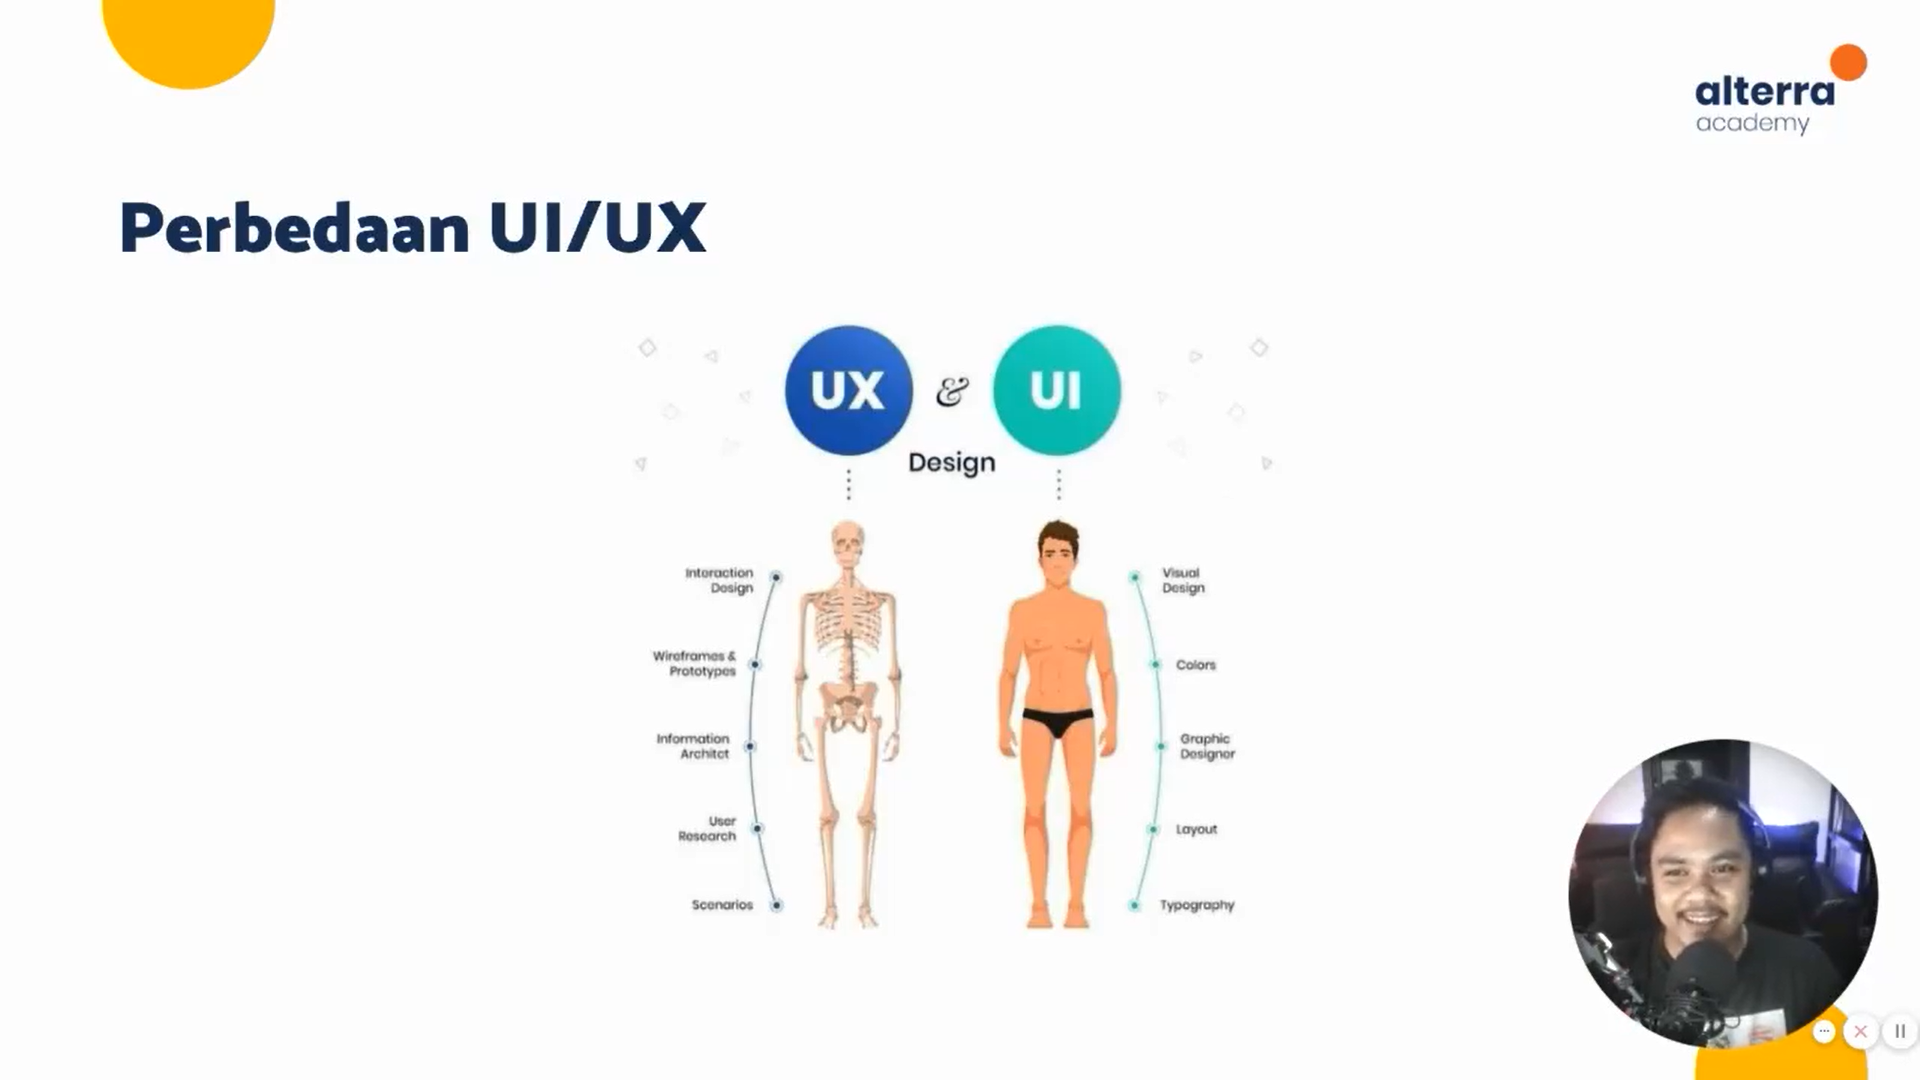 alterra
academy
Perbedaan UI/UX
UX & UI
Design
Interaction
Design
Wireframes &
Prototypes
Information
Architct
User
Research
Scenarios
Visual
Design
Colors
Graphic
Designer
Layout
Typography